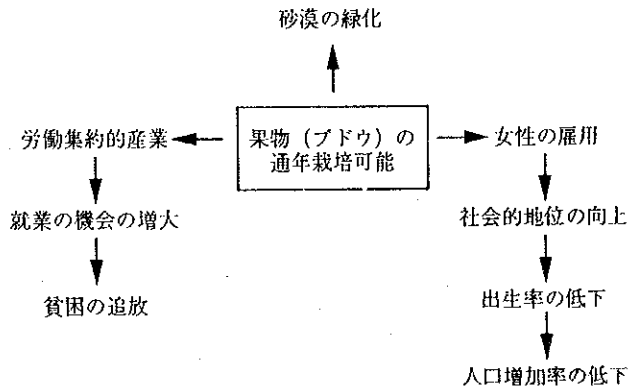 砂漠の緑化
労働集約的産業
果物（ブドウ）の
通年栽培可能
女性の雇用
就業の機会の増大
社会的地位の向上
貧困の追放
出生率の低下
人口増加率の低下